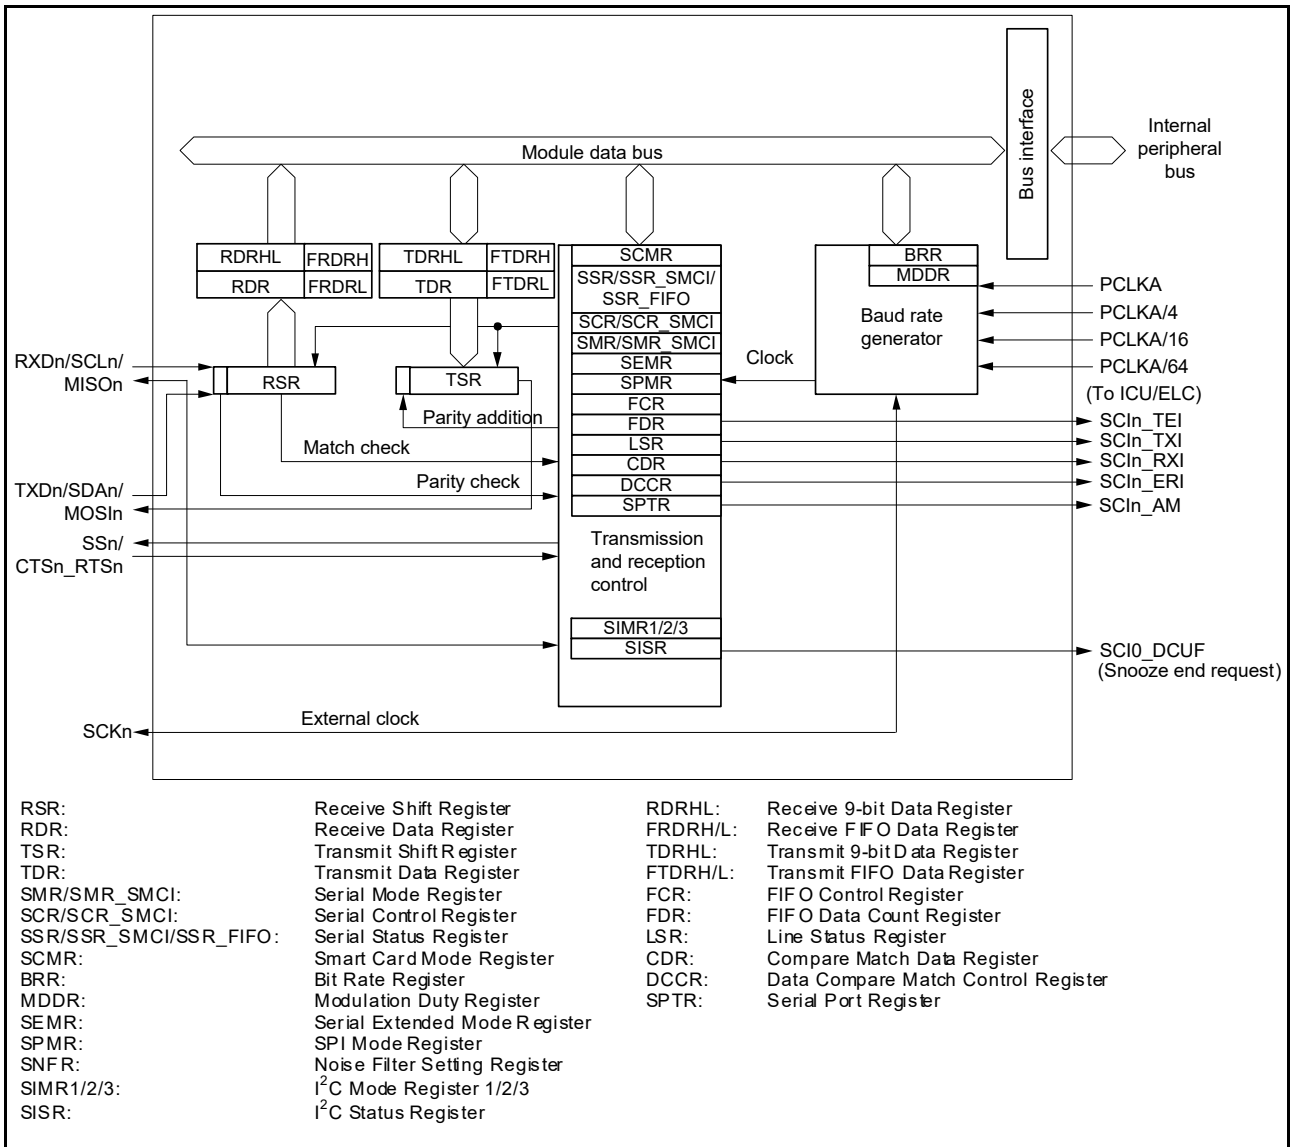 Bus interface
Internal
peripheral
bus
Module data bus
RDRHL
FRDRH
RDR
FRDRL
TDRHL
FTDRH
TDR
FTDRL
SCMR
SSR/SSR_SMCI/
SSR_FIFO
SCR/SCR_SMCI
SMR/SMR_SMCI
SEMR
SPMR
FCR
FDR
LSR
CDR
DCCR
SPTR
Transmission
and reception
control
SIMR1/2/3
SISR
BRR
MDDR
Baud rate
generator
Clock
PCLKA
PCLKA/4
PCLKA/16
PCLKA/64
(To ICU/ELC)
SCIn_TEI
SCIn_TXI
SCIn_RXI
SCIn_ERI
SCIn_AM
SCI0_DCUF
(Snooze end request)
RXDn/SCLn/
MISOn
RSR
TSR
Parity addition
Match check
Parity check
TXDn/SDAn/
MOSIn
SSn/
CTSn_RTSn
External clock
SCKn
RSR: Receive Shift Register
RDR: Receive Data Register
TSR: Transmit Shift Register
TDR: Transmit Data Register
SMR/SMR_SMCI: Serial Mode Register
SCR/SCR_SMCI: Serial Control Register
SSR/SSR_SMCI/SSR_FIFO: Serial Status Register
SCMR: Smart Card Mode Register
BRR: Bit Rate Register
MDDR: Modulation Duty Register
SEMR: Serial Extended Mode Register
SPMR: SPI Mode Register
SNFR: Noise Filter Setting Register
SIMR1/2/3: I²C Mode Register 1/2/3
SISR: I²C Status Register
RDRHL: Receive 9-bit Data Register
FRDRH/L: Receive FIFO Data Register
TDRHL: Transmit 9-bit Data Register
FTDRH/L: Transmit FIFO Data Register
FCR: FIFO Control Register
FDR: FIFO Data Count Register
LSR: Line Status Register
CDR: Compare Match Data Register
DCCR: Data Compare Match Control Register
SPTR: Serial Port Register